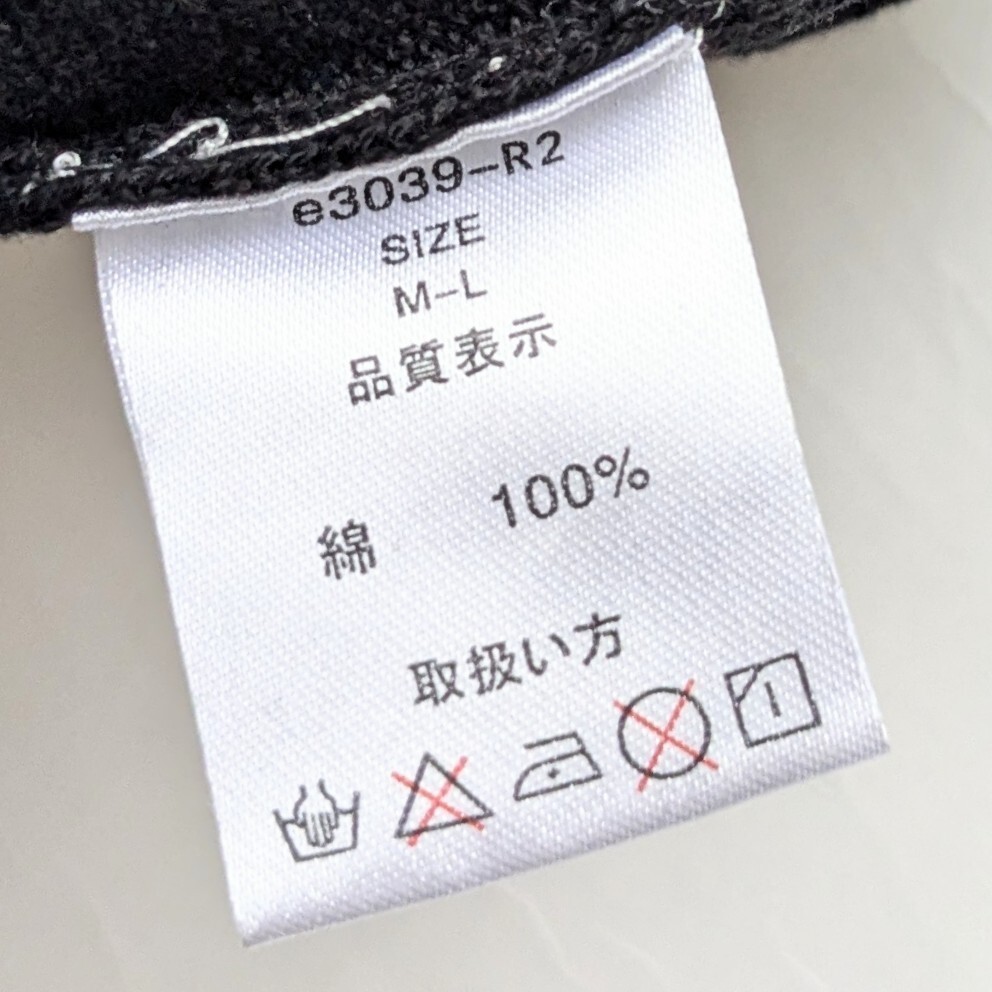 e3039-R2
SIZE
M-L
品質表示
綿 100%
取扱い方